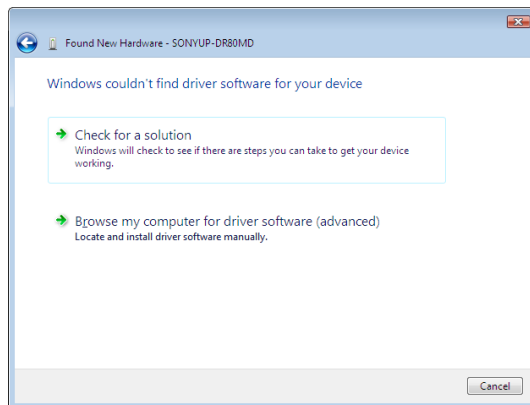 Found New Hardware - SONYUP-DR80MD
Windows couldn't find driver software for your device
Check for a solution
Windows will check to see if there are steps you can take to get your device
working.
Browse my computer for driver software (advanced)
Locate and install driver software manually.
Cancel